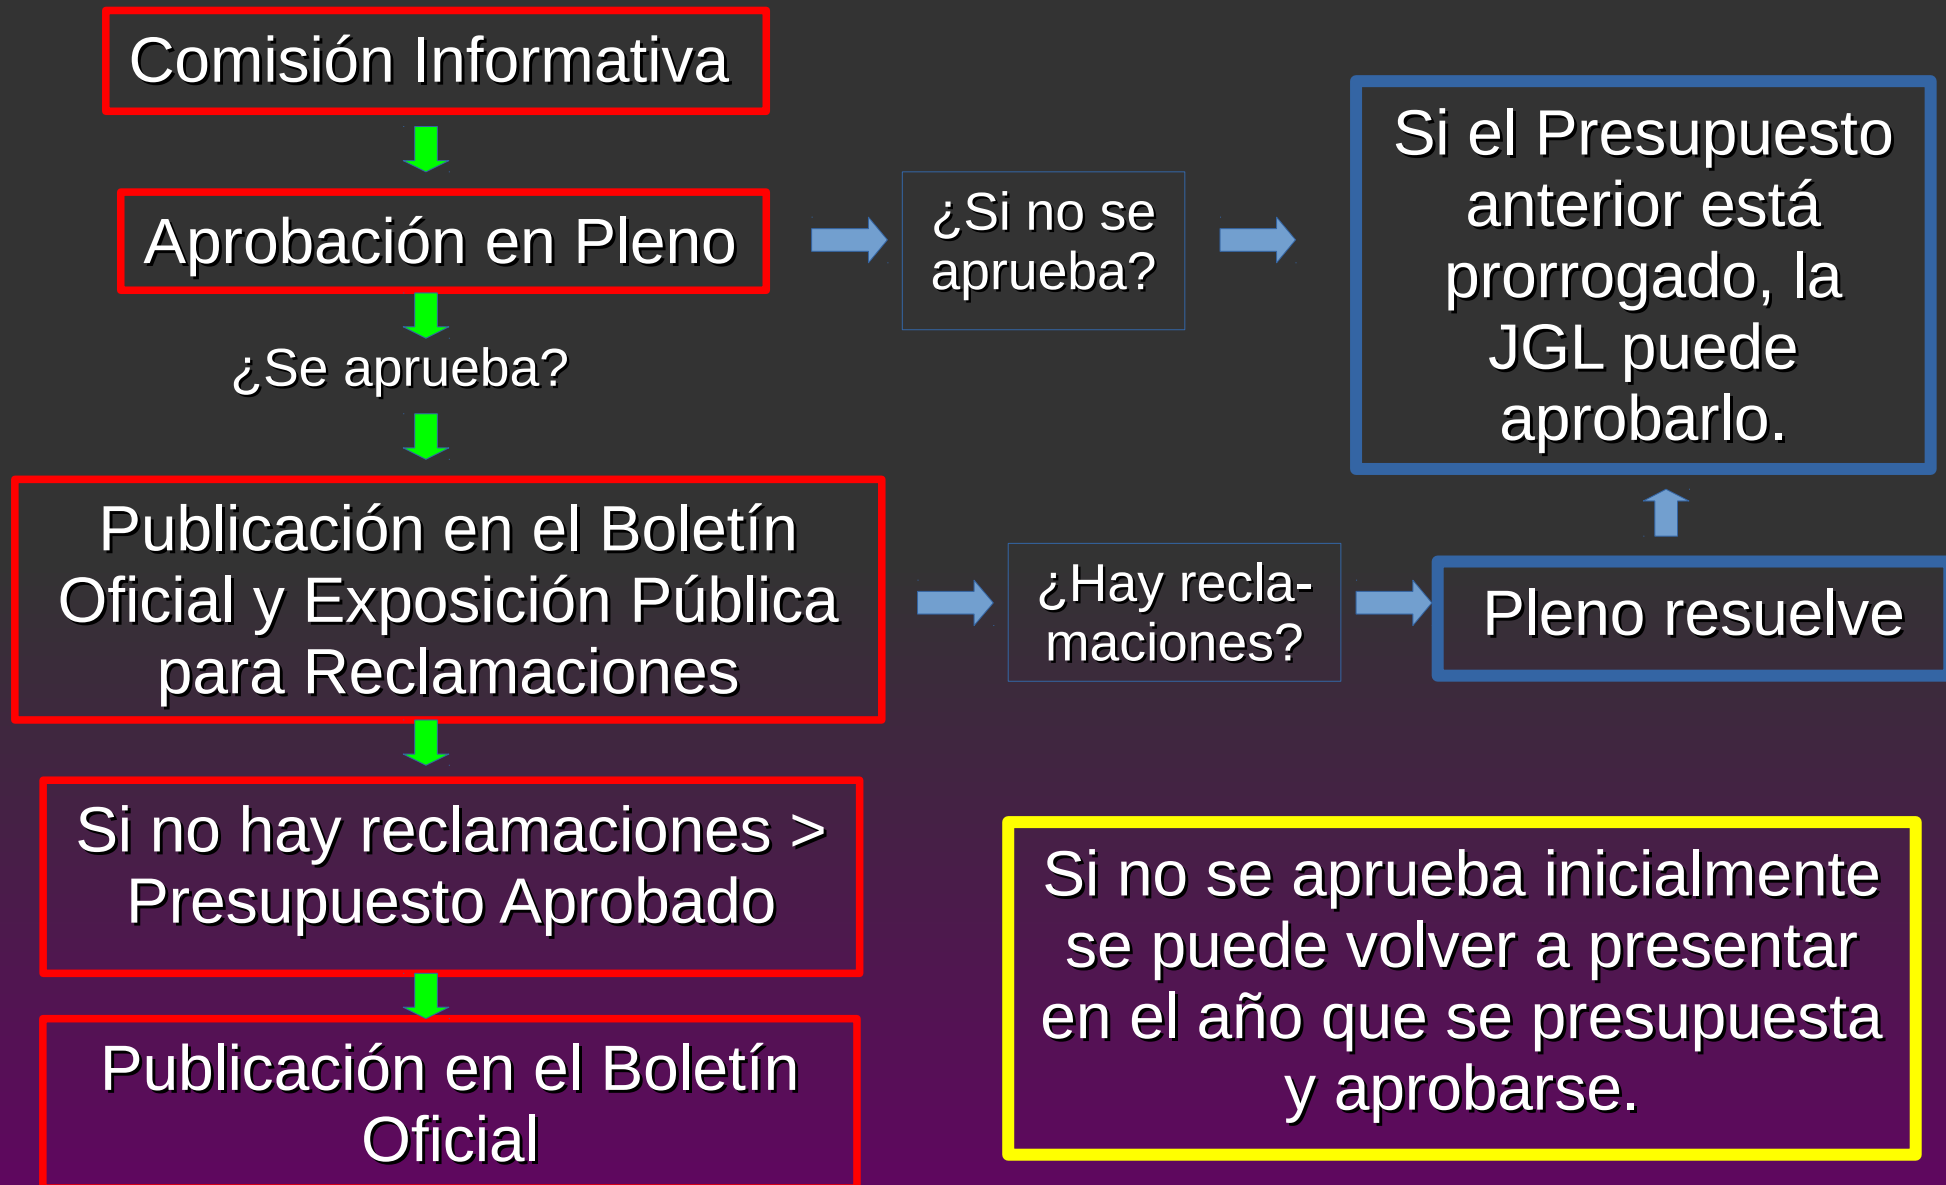 Comisión Informativa
Aprobación en Pleno
¿Si no se
aprueba?
Si el Presupuesto
anterior está
prorrogado, la
JGL puede
aprobarlo.
¿Se aprueba?
Publicación en el Boletín
Oficial y Exposición Pública
para Reclamaciones
¿Hay recla-
maciones?
Pleno resuelve
Si no hay reclamaciones >
Presupuesto Aprobado
Publicación en el Boletín
Oficial
Si no se aprueba inicialmente
se puede volver a presentar
en el año que se presupuesta
y aprobarse.